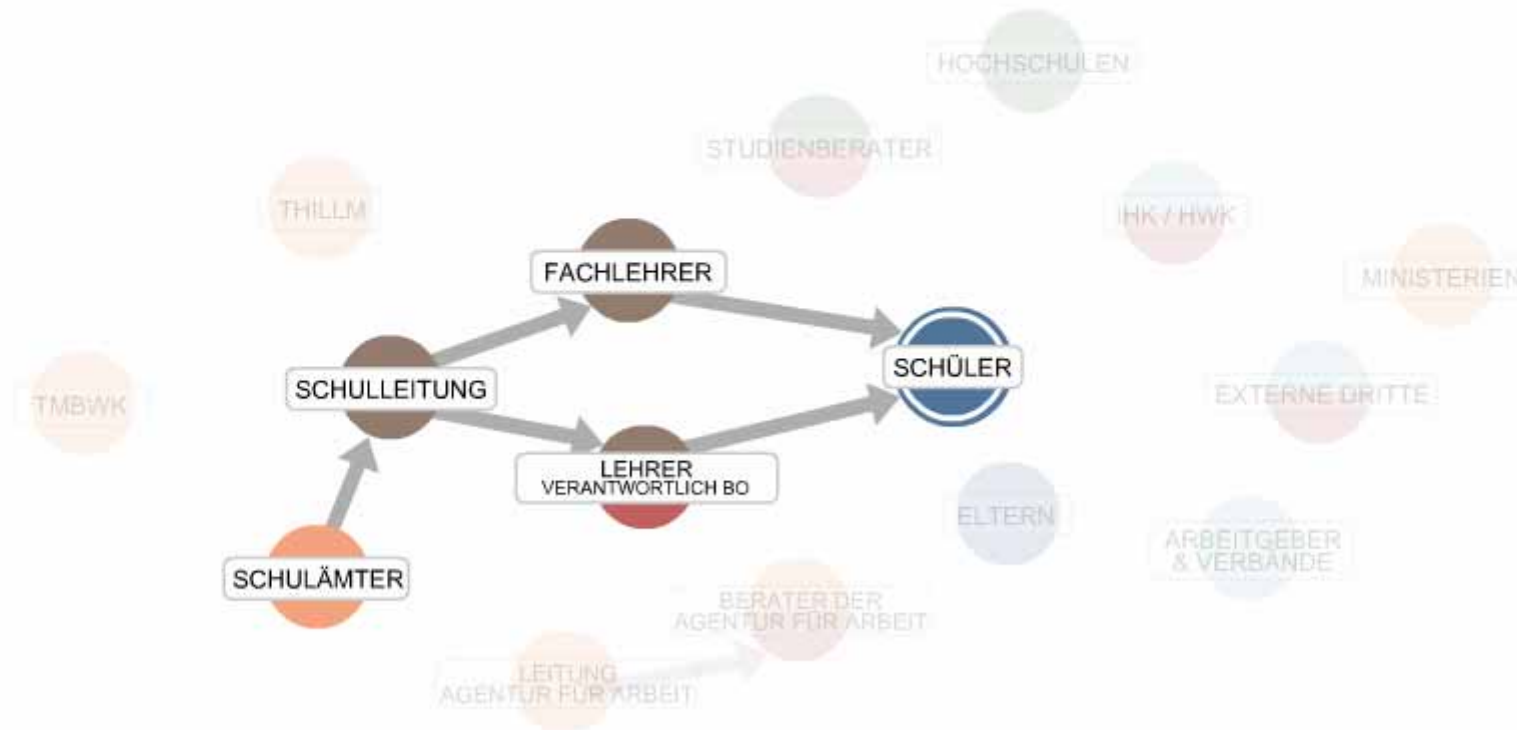 HOCHSCHULEN
STUDIENBERATER
THILLM
IHK / HWK
FACHLEHRER
MINISTERIEN
SCHULLEITUNG
SCHÜLER
TMBWK
EXTERNE DRITTE
LEHRER
VERANTWORTLICH BO
ELTERN
ARBEITGEBER
& VERBÄNDE
SCHULÄMTER
BERATER DER
AGENTUR FÜR ARBEIT
LEITUNG
AGENTUR FÜR ARBEIT